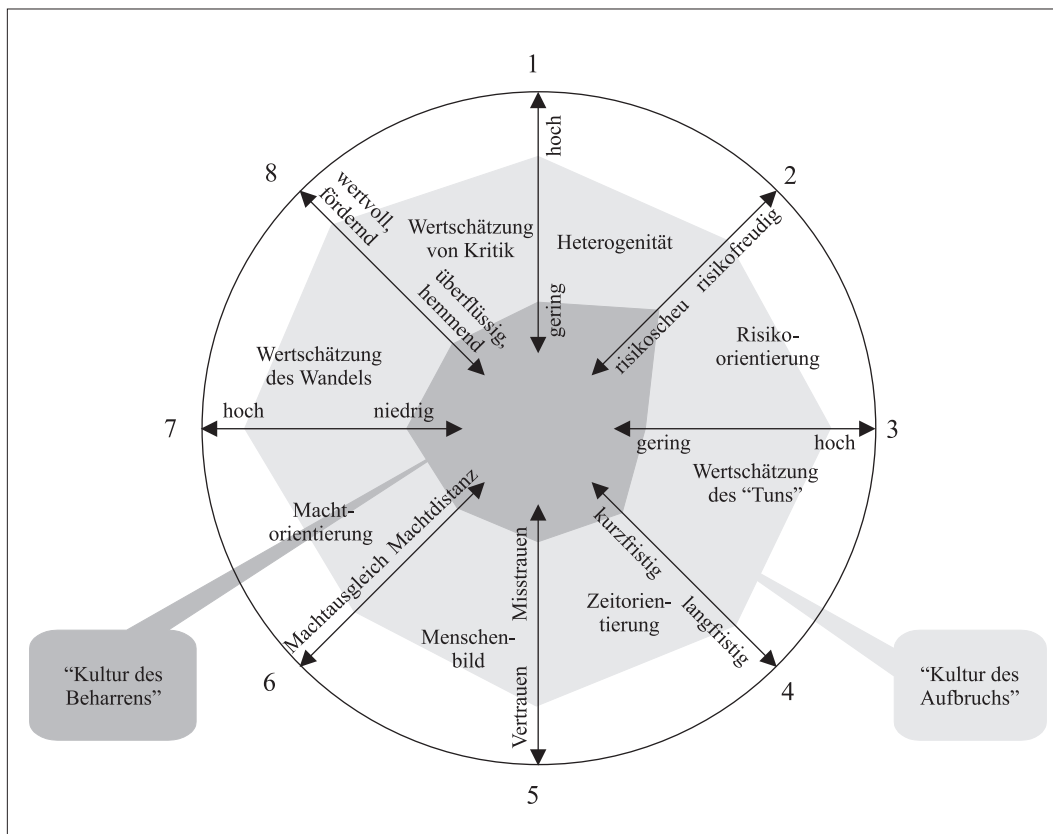 1
hoch
gering
Heterogenität
2
risikofreudig
risikoscheu
Risiko-
orientierung
3
gering
hoch
Wertschätzung
des “Tuns”
4
kurzfristig
langfristig
Zeitorien-
tierung
5
Misstrauen
Vertrauen
Menschen-
bild
6
Machtausgleich
Machtdistanz
Macht-
orientierung
7
hoch
niedrig
Wertschätzung
des Wandels
8
wertvoll,
fördernd
überflüssig,
hemmend
Wertschätzung
von Kritik
“Kultur des
Beharrens”
“Kultur des
Aufbruchs”